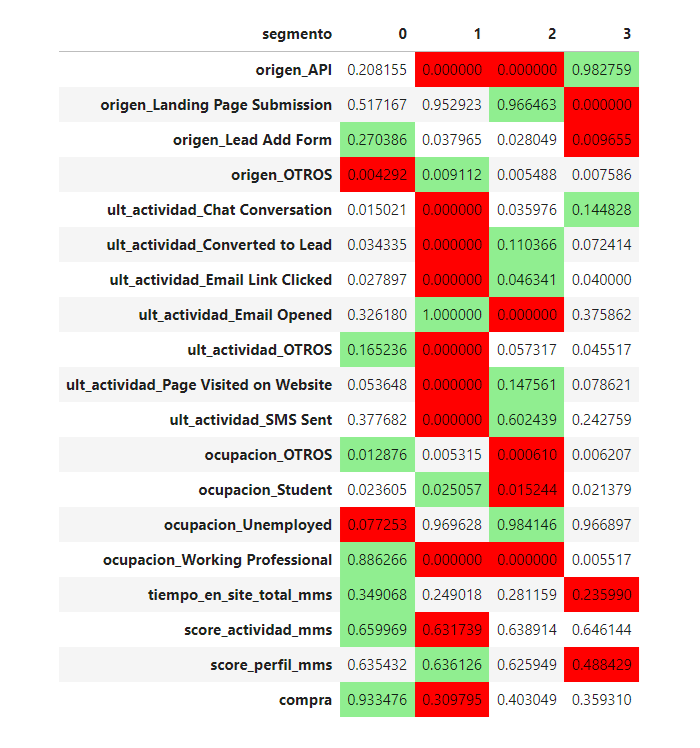 segmento 0 1 2 3
origen_API 0.208155 0.000000 0.000000 0.982759
origen_Landing Page Submission 0.517167 0.952923 0.966463 0.000000
origen_Lead Add Form 0.270386 0.037965 0.028049 0.009655
origen_OTROS 0.004292 0.009112 0.005488 0.007586
ult_actividad_Chat Conversation 0.015021 0.000000 0.035976 0.144828
ult_actividad_Converted to Lead 0.034335 0.000000 0.110366 0.072414
ult_actividad_Email Link Clicked 0.027897 0.000000 0.046341 0.040000
ult_actividad_Email Opened 0.326180 1.000000 0.000000 0.375862
ult_actividad_OTROS 0.165236 0.000000 0.057317 0.045517
ult_actividad_Page Visited on Website 0.053648 0.000000 0.147561 0.078621
ult_actividad_SMS Sent 0.377682 0.000000 0.602439 0.242759
ocupacion_OTROS 0.012876 0.005315 0.000610 0.006207
ocupacion_Student 0.023605 0.025057 0.015244 0.021379
ocupacion_Unemployed 0.077253 0.969628 0.984146 0.966897
ocupacion_Working Professional 0.886266 0.000000 0.000000 0.005517
tiempo_en_site_total_mms 0.349068 0.249018 0.281159 0.235990
score_actividad_mms 0.659969 0.631739 0.638914 0.646144
score_perfil_mms 0.635432 0.636126 0.625949 0.488429
compra 0.933476 0.309795 0.403049 0.359310